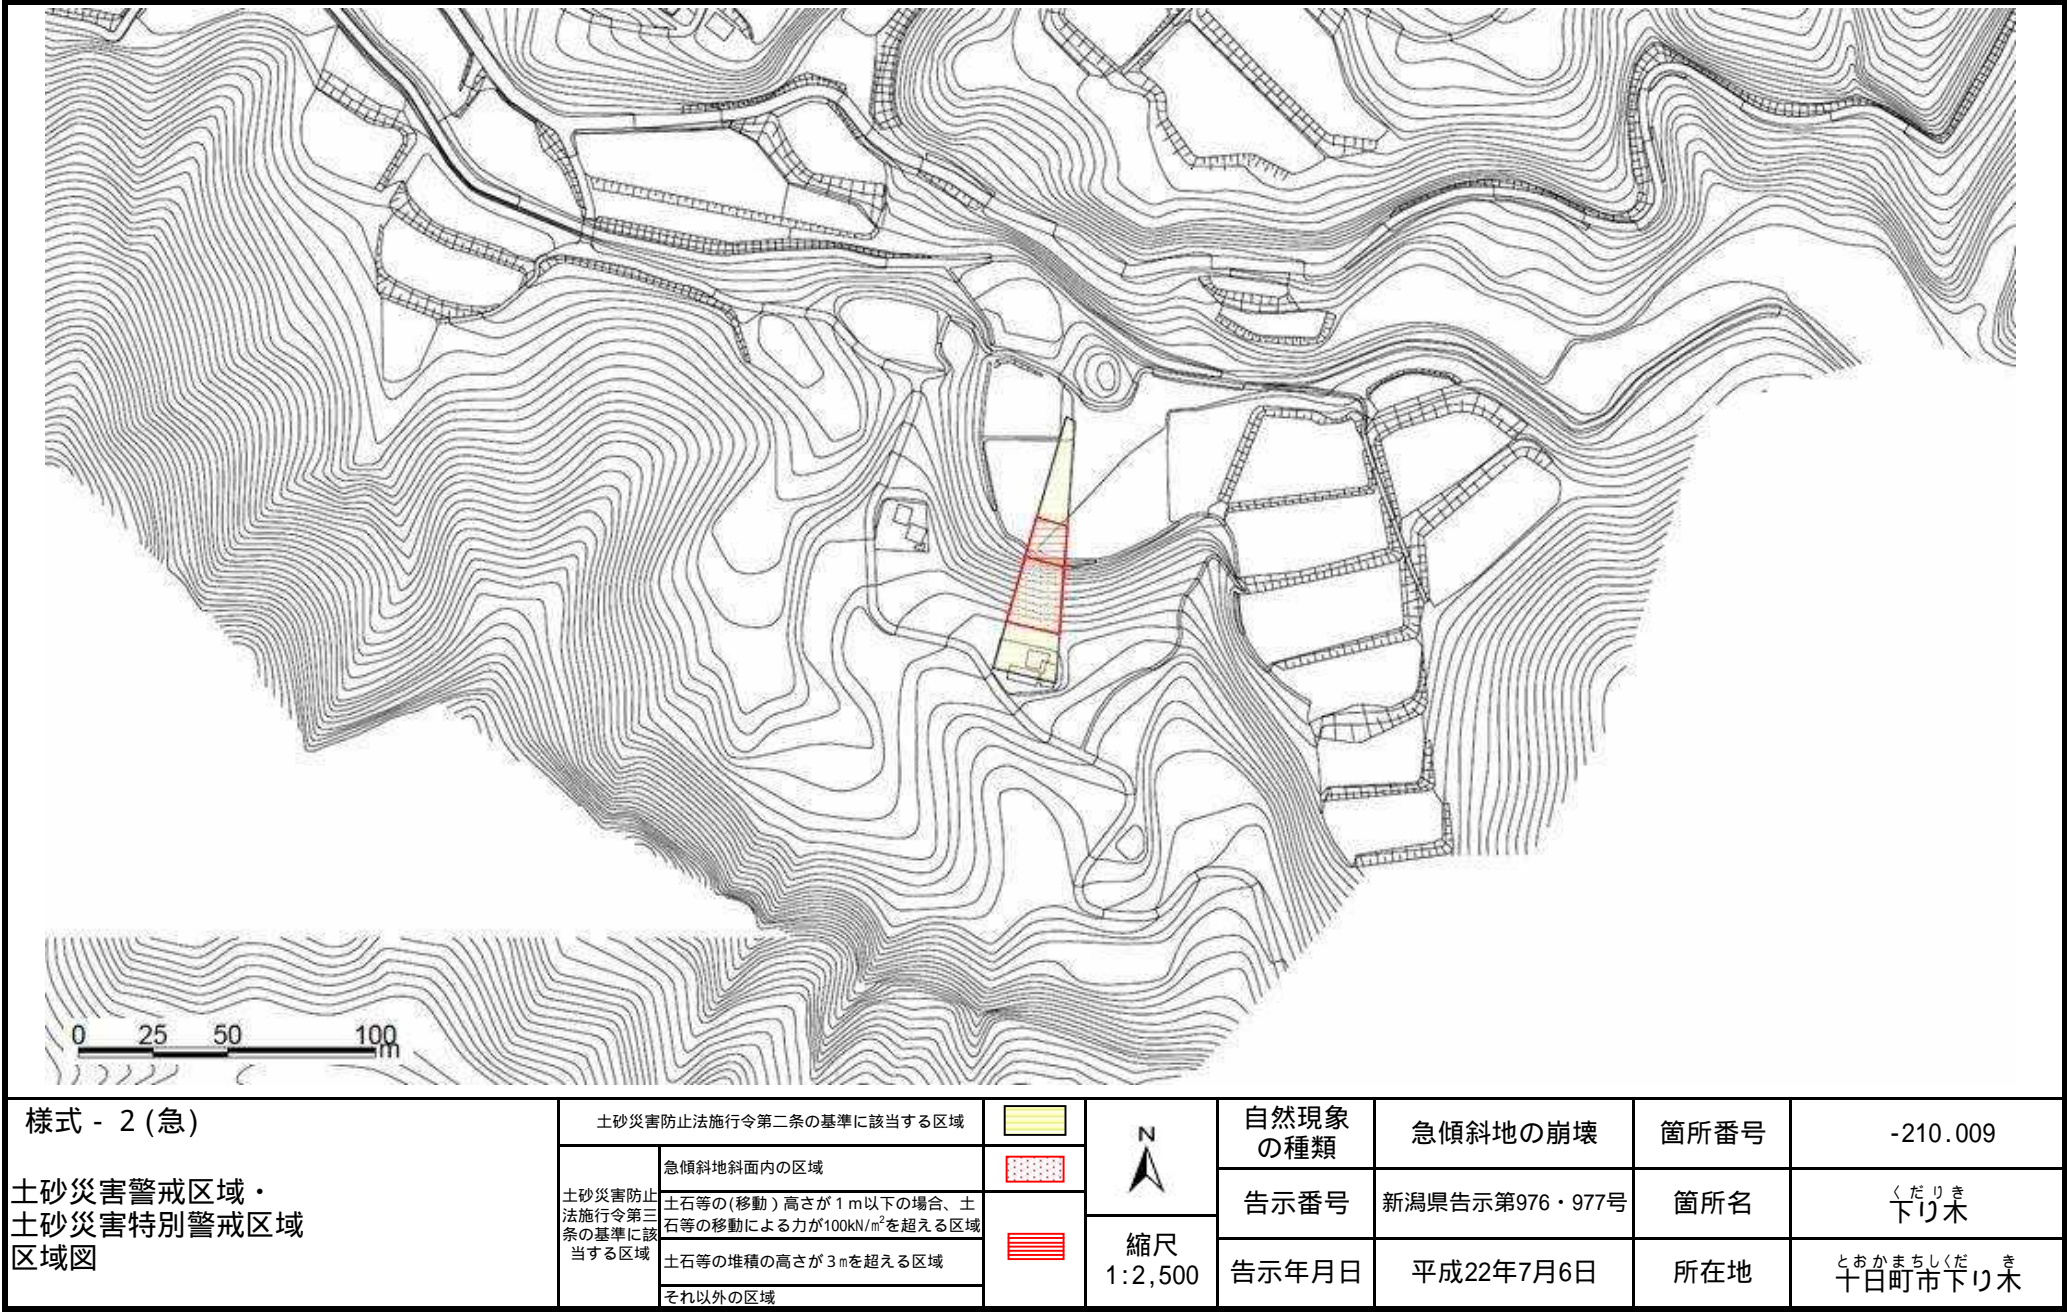 0 25 50 100
m
様式 - 2 (急)
土砂災害警戒区域・
土砂災害特別警戒区域
区域図
土砂災害防止法施行令第二条の基準に該当する区域
土砂災害防止
法施行令第三
条の基準に該
当する区域
急傾斜地斜面内の区域
土石等の(移動)高さが1m以下の場合、土
石等の移動による力が100kN/㎡を超える区域
土石等の堆積の高さが3mを超える区域
それ以外の区域
N
縮尺
1:2,500
自然現象
の種類
急傾斜地の崩壊
箇所番号
-210.009
告示番号
新潟県告示第976・977号
箇所名
くだりき
下り木
告示年月日
平成22年7月6日
所在地
とおかまちしくだ き
十日町市下り木